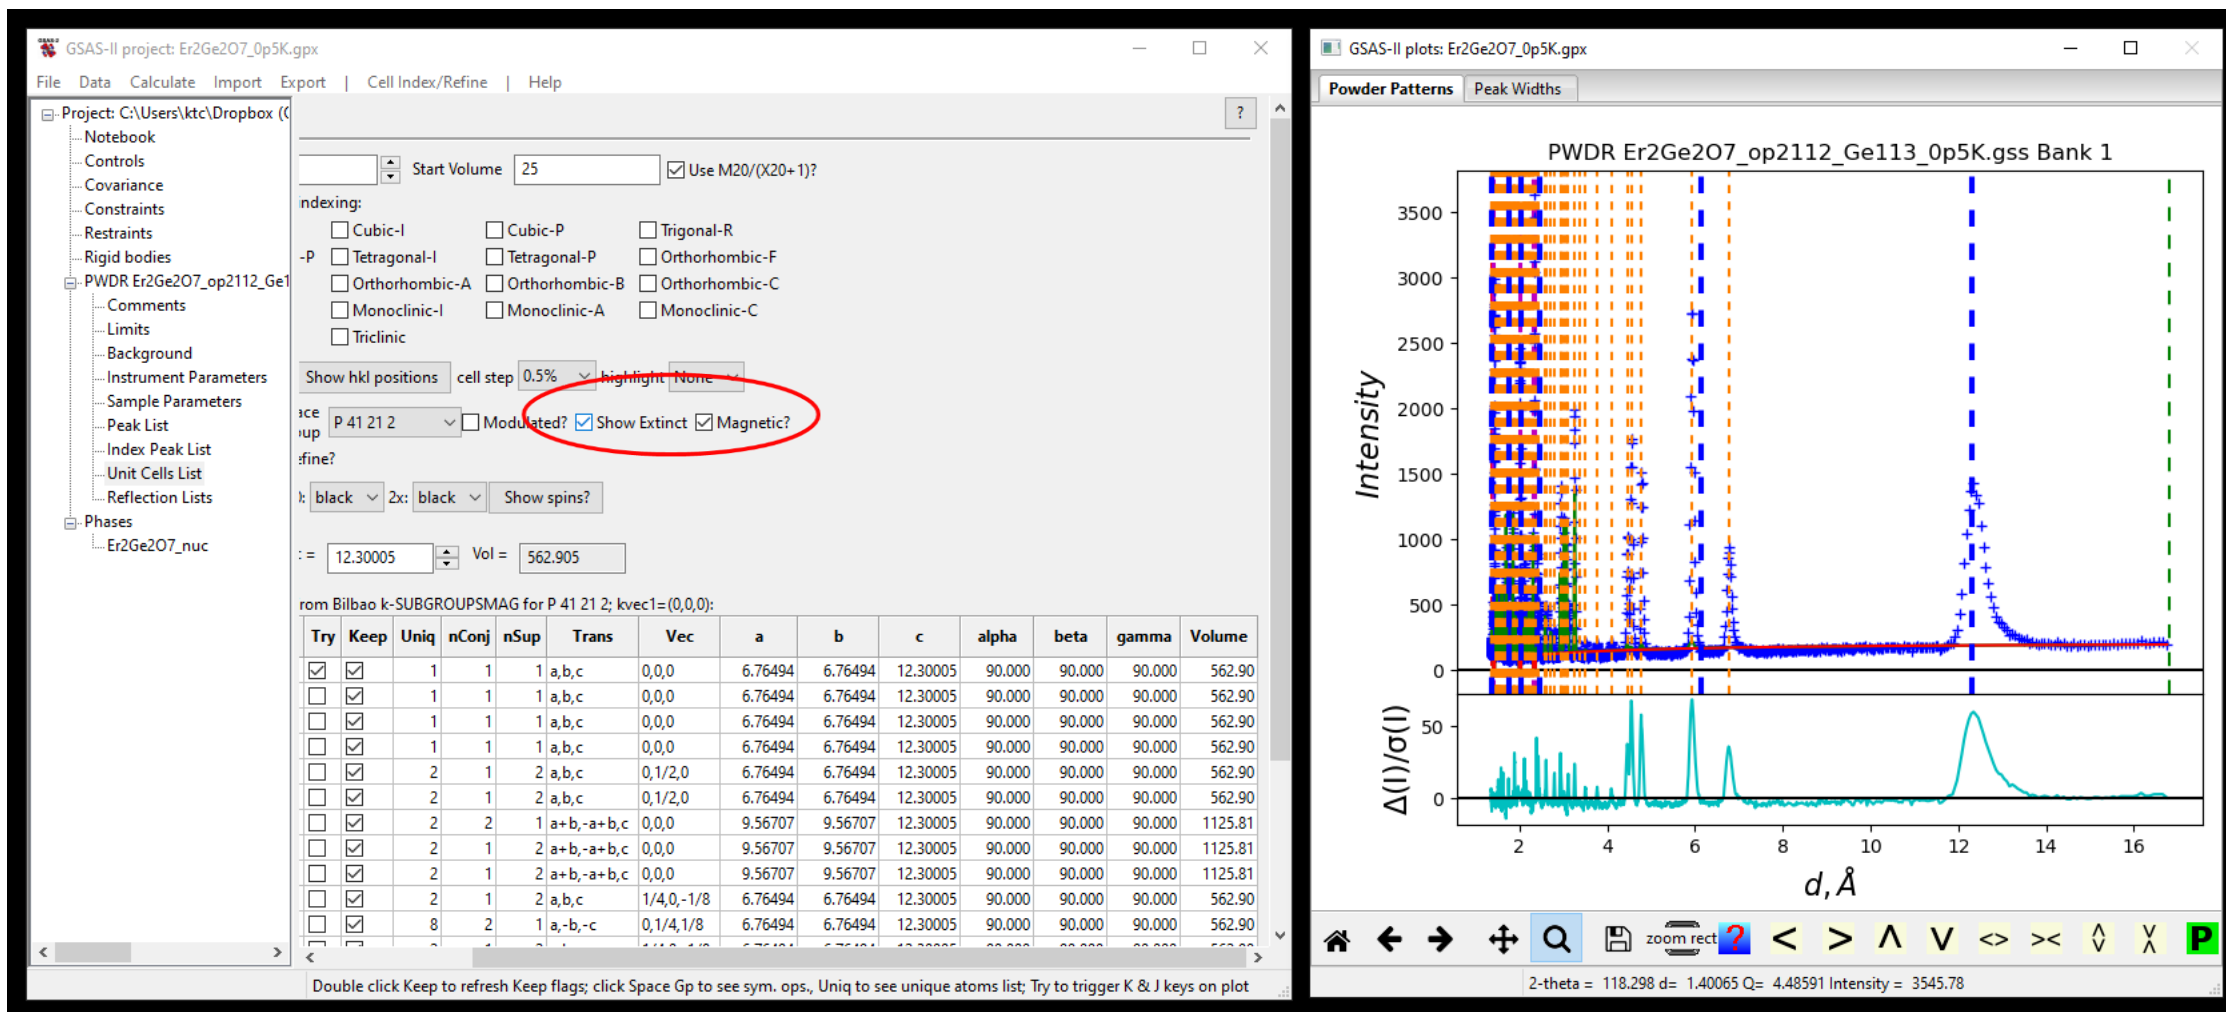 GSAS-II project: Er2Ge2O7_0p5K.gpx
File Data Calculate Import Export | Cell Index/Refine | Help
Project: C:\Users\ktc\Dropbox (
Notebook
Controls
Covariance
Constraints
Restraints
Rigid bodies
PWDR Er2Ge2O7_op2112_Ge1
Comments
Limits
Background
Instrument Parameters
Sample Parameters
Peak List
Index Peak List
Unit Cells List
Reflection Lists
Phases
Er2Ge2O7_nuc
?
Start Volume 25 Use M20/(X20+1)?
indexing:
Cubic-I Cubic-P Trigonal-R
-P Tetragonal-I Tetragonal-P Orthorhombic-F
Orthorhombic-A Orthorhombic-B Orthorhombic-C
Monoclinic-I Monoclinic-A Monoclinic-C
Triclinic
Show hkl positions cell step 0.5% highlight None
P 41 21 2 Modulated? Show Extinct Magnetic?
efine?
black 2x: black Show spins?
= 12.30005 Vol = 562.905
rom Bilbao k-SUBGROUPSMAG for P 41 21 2; kvec1=(0,0,0):
Try Keep Uniq nConj nSup Trans Vec a b c alpha beta gamma Volume
1 1 1 a,b,c 0,0,0 6.76494 6.76494 12.30005 90.000 90.000 90.000 562.90
1 1 1 a,b,c 0,0,0 6.76494 6.76494 12.30005 90.000 90.000 90.000 562.90
1 1 1 a,b,c 0,0,0 6.76494 6.76494 12.30005 90.000 90.000 90.000 562.90
1 1 1 a,b,c 0,0,0 6.76494 6.76494 12.30005 90.000 90.000 90.000 562.90
2 1 2 a,b,c 0,1/2,0 6.76494 6.76494 12.30005 90.000 90.000 90.000 562.90
2 1 2 a,b,c 0,1/2,0 6.76494 6.76494 12.30005 90.000 90.000 90.000 562.90
2 2 1 a+b,-a+b,c 0,0,0 9.56707 9.56707 12.30005 90.000 90.000 90.000 1125.81
2 1 2 a+b,-a+b,c 0,0,0 9.56707 9.56707 12.30005 90.000 90.000 90.000 1125.81
2 1 2 a+b,-a+b,c 0,0,0 9.56707 9.56707 12.30005 90.000 90.000 90.000 1125.81
2 1 2 a,b,c 1/4,0,-1/8 6.76494 6.76494 12.30005 90.000 90.000 90.000 562.90
8 2 1 a,-b,-c 0,1/4,1/8 6.76494 6.76494 12.30005 90.000 90.000 90.000 562.90
Double click Keep to refresh Keep flags; click Space Gp to see sym. ops., Uniq to see unique atoms list; Try to trigger K & J keys on plot
GSAS-II plots: Er2Ge2O7_0p5K.gpx
Powder Patterns Peak Widths
PWDR Er2Ge2O7_op2112_Ge113_0p5K.gss Bank 1
Intensity
3500
3000
2500
2000
1500
1000
500
0
Δ(I)/σ(I)
50
0
2 4 6 8 10 12 14 16
d, Å
zoom rect ? < > Λ V <> >< P
2-theta = 118.298 d= 1.40065 Q= 4.48591 Intensity = 3545.78